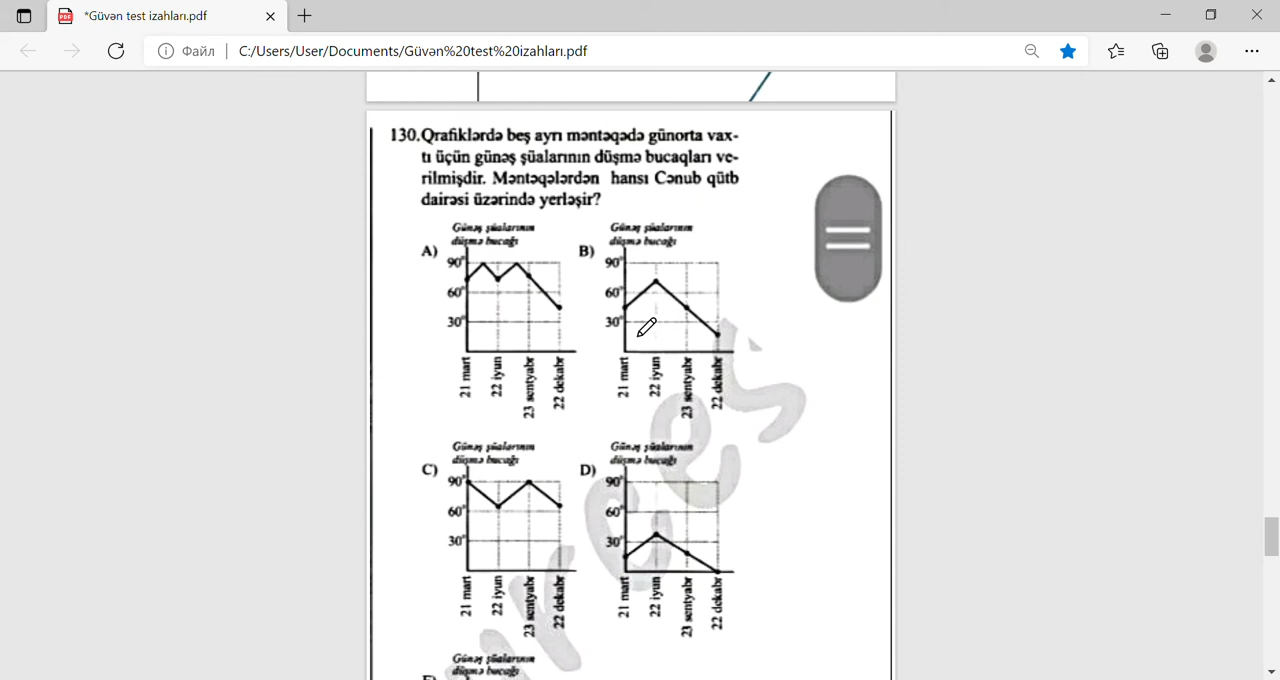 *Güvən test izahları.pdf
Файл
C:/Users/User/Documents/Güvən%20test%20izahları.pdf
130. Qrafiklərdə beş ayrı məntəqədə günorta vax-
tı üçün günəş şüalarının düşmə bucaqları ve-
rilmişdir. Məntəqələrdən hansı Cənub qütb
dairəsi üzərində yerləşir?
A)
Günəş şüalarının
düşmə bucağı
90°
60°
30°
21 mart
22 iyun
23 sentyabr
22 dekabr
B)
Günəş şüalarının
düşmə bucağı
90°
60°
30°
21 mart
22 iyun
23 sentyabr
22 dekabr
C)
Günəş şüalarının
düşmə bucağı
90°
60°
30°
21 mart
22 iyun
23 sentyabr
22 dekabr
D)
Günəş şüalarının
düşmə bucağı
90°
60°
30°
21 mart
22 iyun
23 sentyabr
22 dekabr
Günəş şüalarının
düşmə bucağı